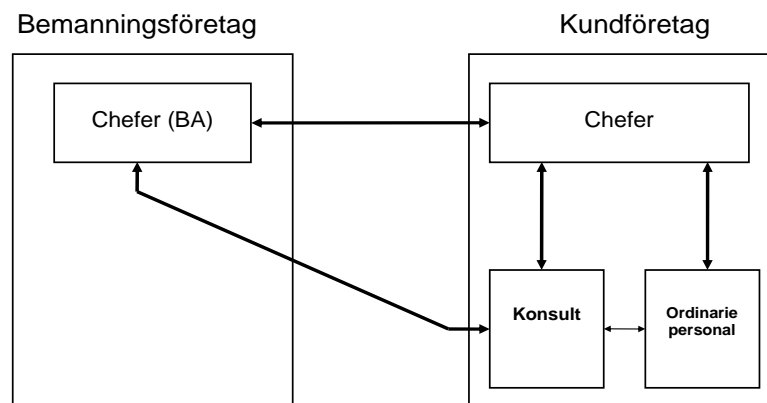 Bemanningsföretag
Kundföretag
Chefer (BA)
Chefer
Konsult
Ordinarie
personal